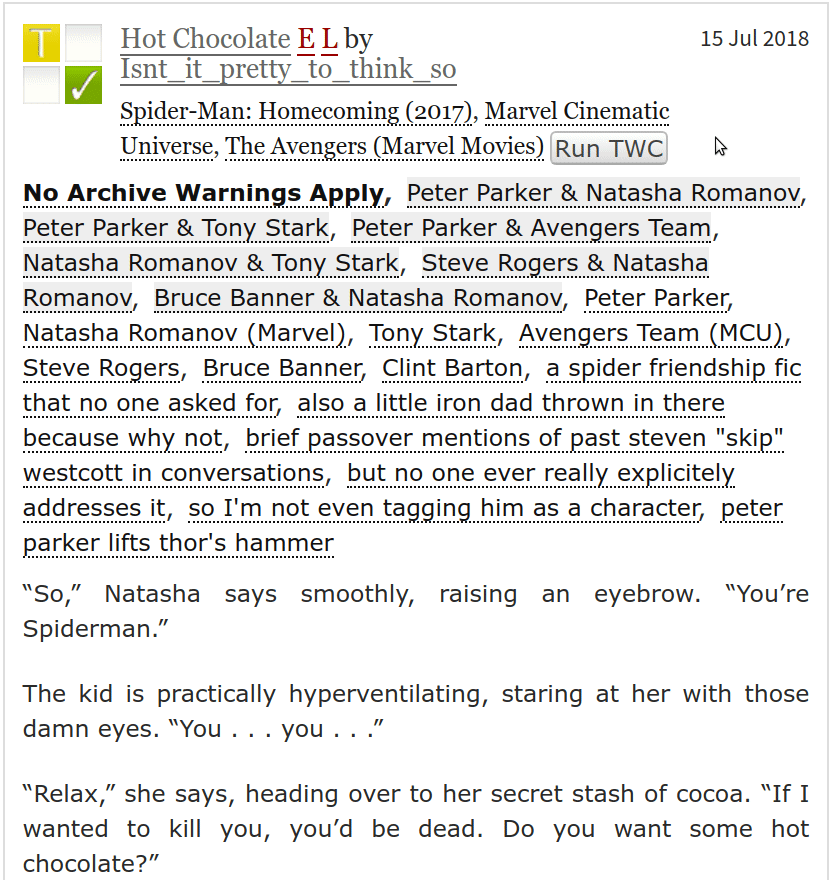 T
Hot Chocolate E L by
15 Jul 2018
Isnt_it_pretty_to_think_so
Spider-Man: Homecoming (2017), Marvel Cinematic
Universe, The Avengers (Marvel Movies) Run TWC
No Archive Warnings Apply, Peter Parker & Natasha Romanov,
Peter Parker & Tony Stark, Peter Parker & Avengers Team,
Natasha Romanov & Tony Stark, Steve Rogers & Natasha
Romanov, Bruce Banner & Natasha Romanov, Peter Parker,
Natasha Romanov (Marvel), Tony Stark, Avengers Team (MCU),
Steve Rogers, Bruce Banner, Clint Barton, a spider friendship fic
that no one asked for, also a little iron dad thrown in there
because why not, brief passover mentions of past steven "skip"
westcott in conversations, but no one ever really explicitely
addresses it, so I'm not even tagging him as a character, peter
parker lifts thor's hammer
“So,” Natasha says smoothly, raising an eyebrow. “You’re
Spiderman.”
The kid is practically hyperventilating, staring at her with those
damn eyes. “You . . . you . . .”
“Relax,” she says, heading over to her secret stash of cocoa. “If I
wanted to kill you, you’d be dead. Do you want some hot
chocolate?”